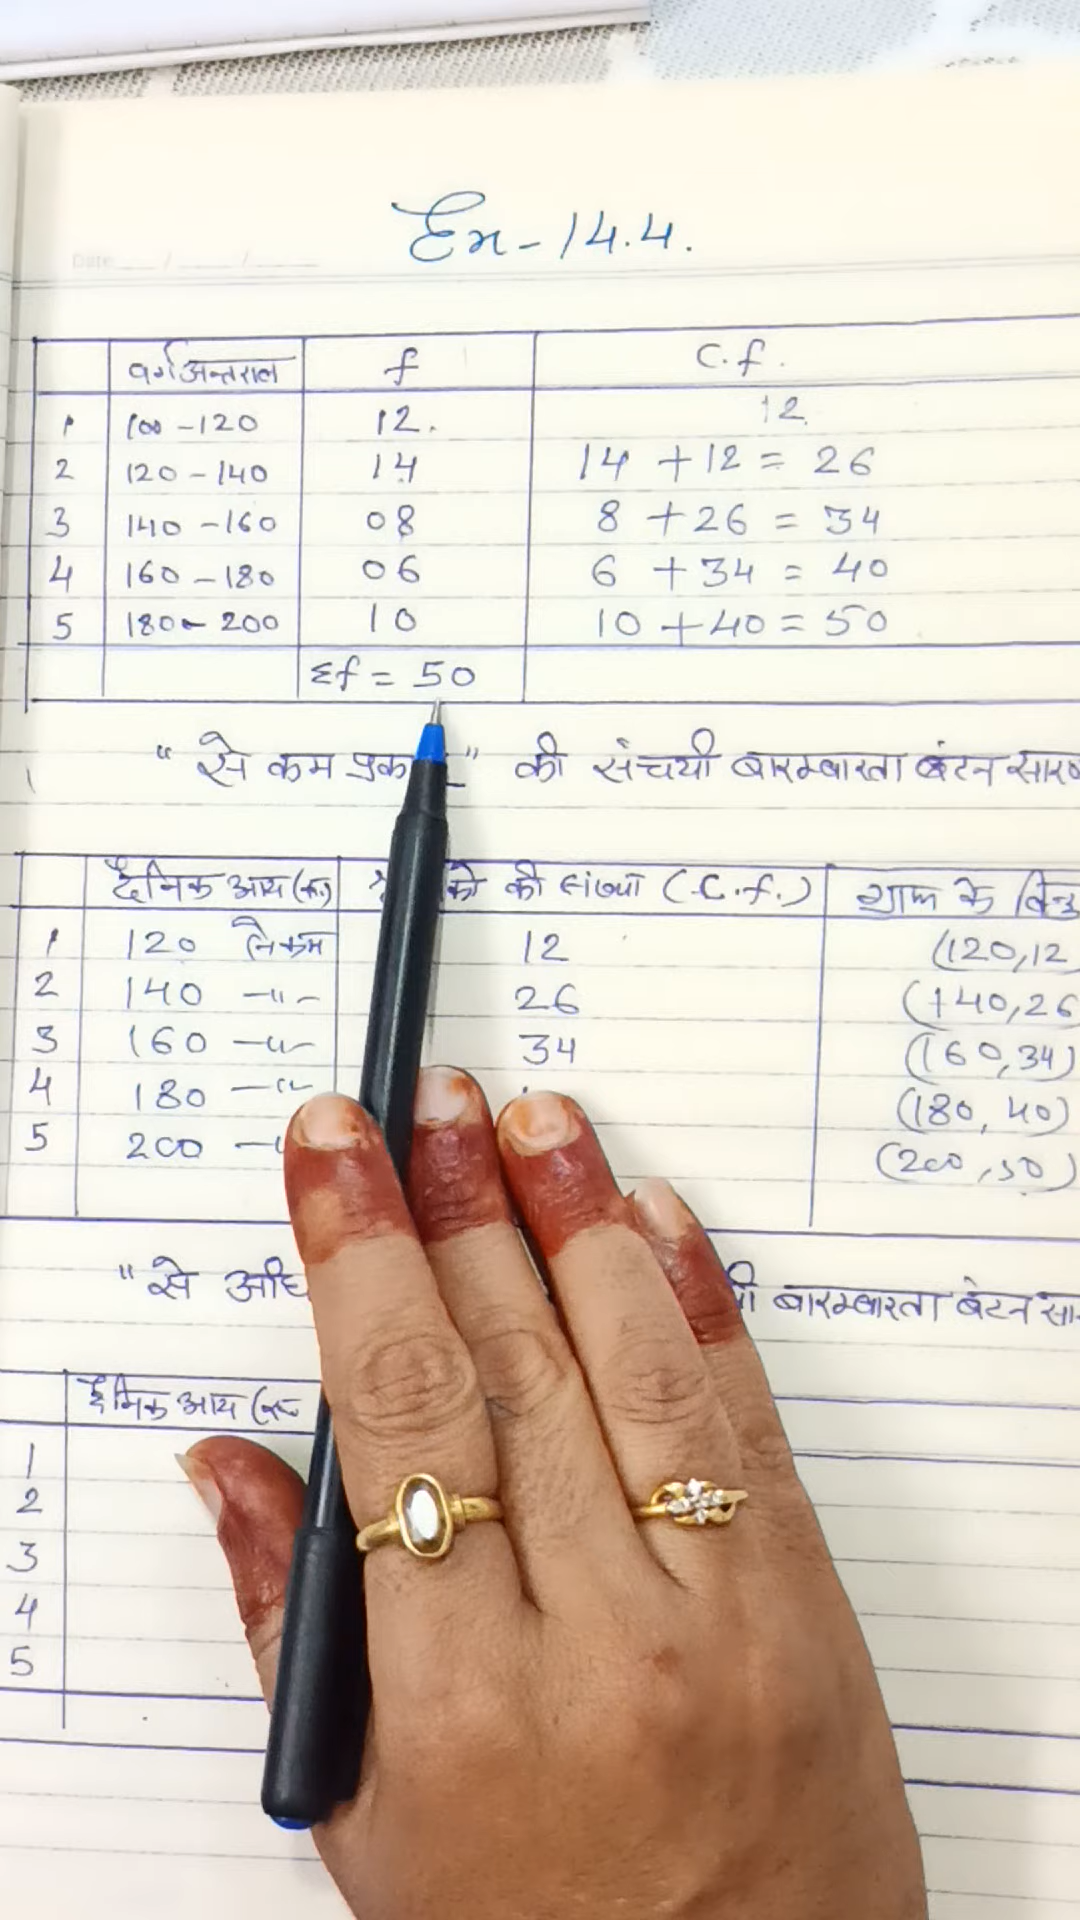 Date
Ex - 14.4.
वर्गअन्तराल f C.f.
1 100 - 120 12. 12
2 120 - 140 14 14 + 12 = 26
3 140 - 160 08 8 + 26 = 34
4 160 - 180 06 6 + 34 = 40
5 180 - 200 10 10 + 40 = 50
Σf = 50
"से कम की संचयी बारम्बारता बंटन
दैनिक आय (रू.) की संख्या (C.f.) ग्राफ के
1 120 से कम 12 (120,12
2 140 -"- 26 (140,26
3 160 -"- 34 (160,34)
4 180 -"- (180, 40)
5 200 (200,50)
"से बारम्बारता बंटन
दैनिक आय
1
2
3
4
5